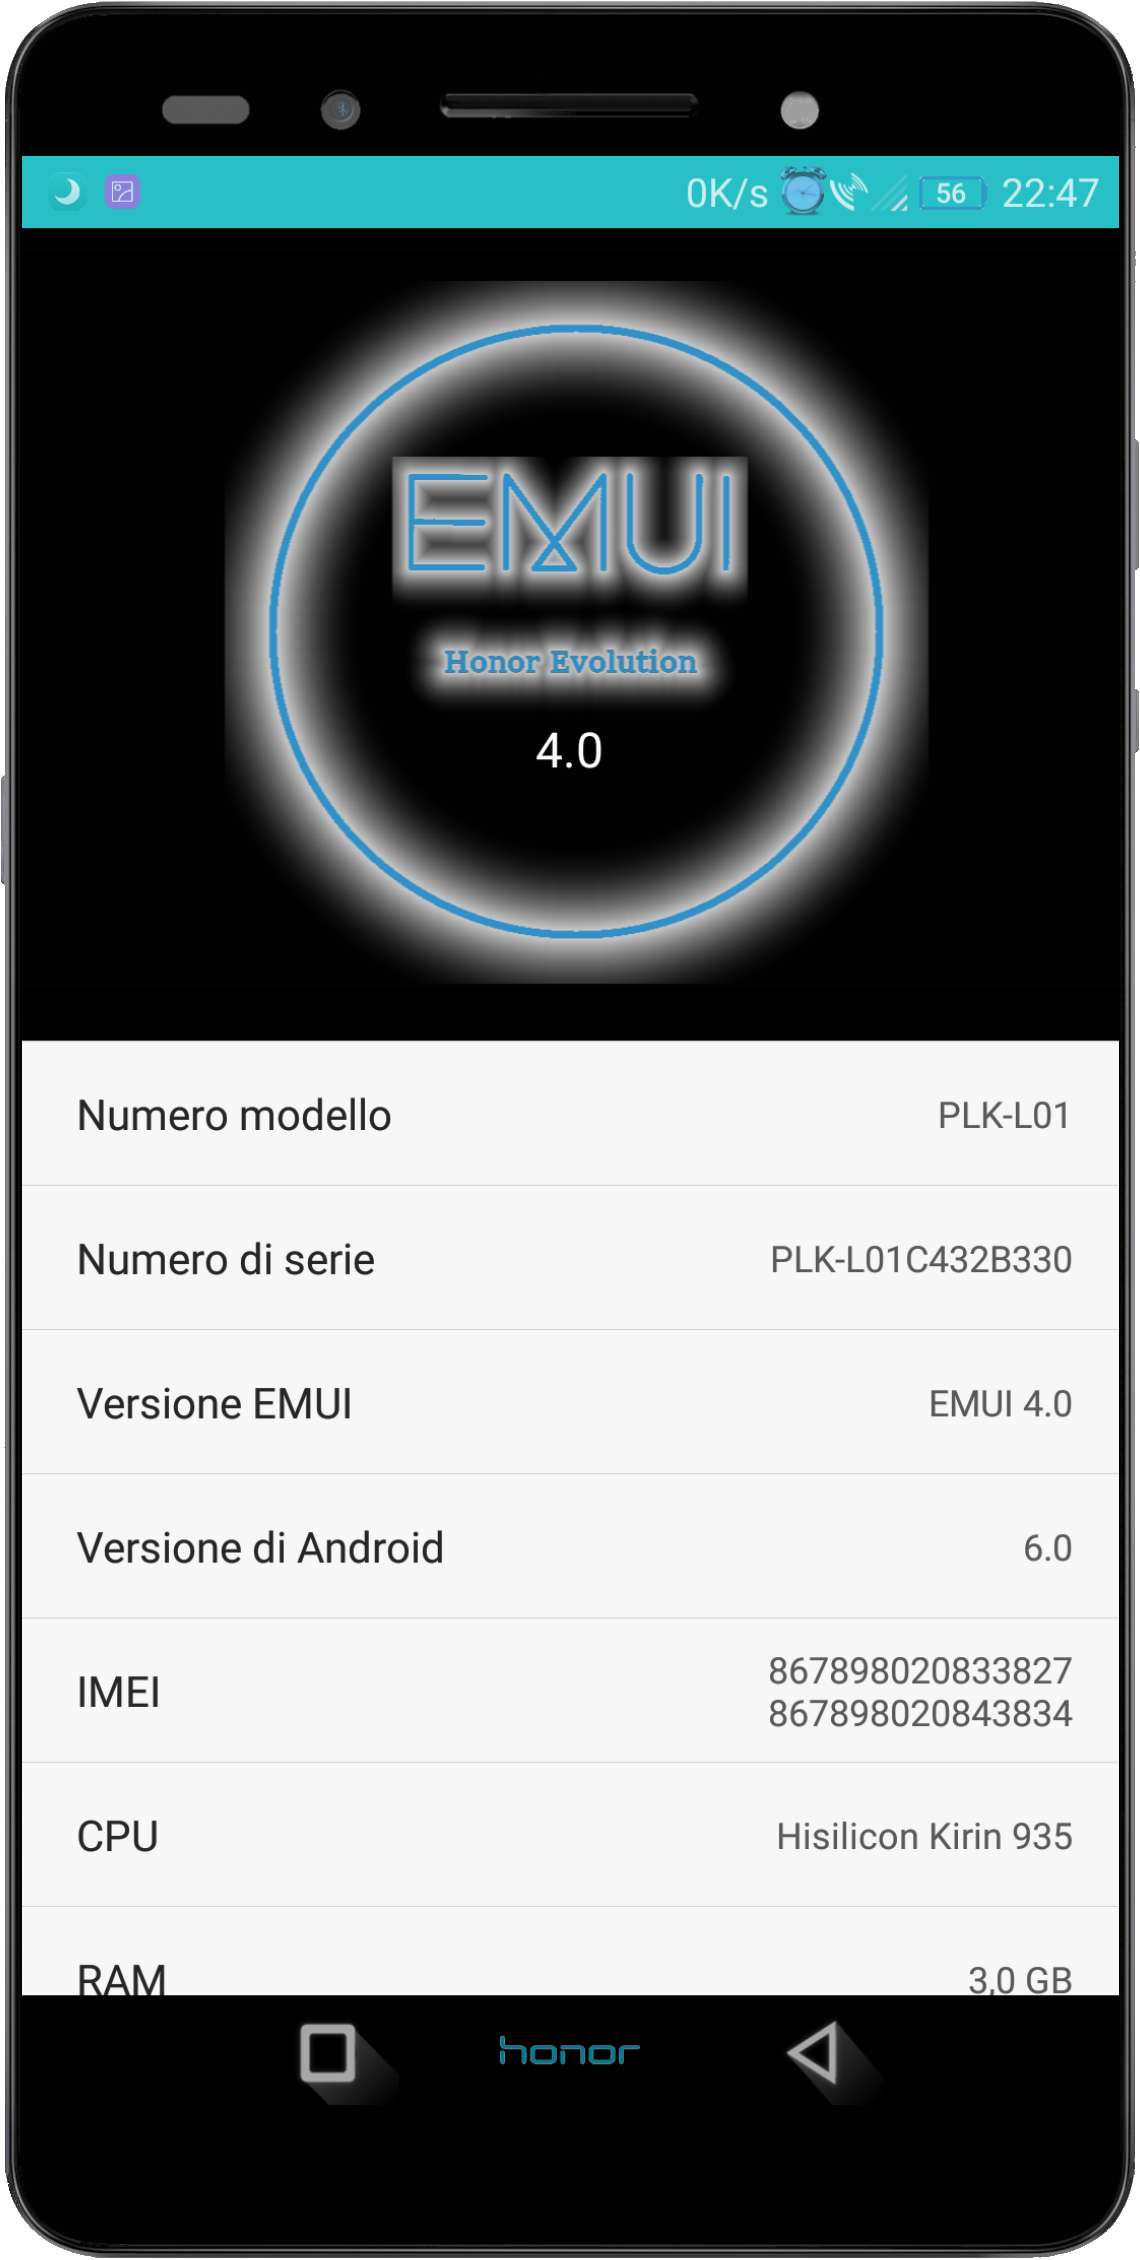 0K/s 56 22:47
EMUI
Honor Evolution
4.0
Numero modello PLK-L01
Numero di serie PLK-L01C432B330
Versione EMUI EMUI 4.0
Versione di Android 6.0
IMEI 867898020833827
867898020843834
CPU Hisilicon Kirin 935
RAM 3,0 GB
honor